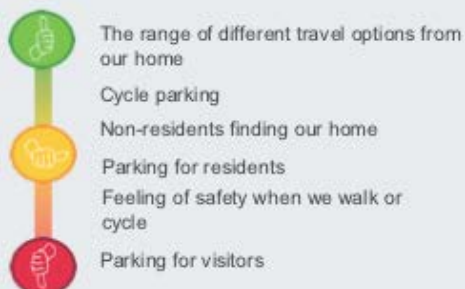 The range of different travel options from
our home
Cycle parking
Non-residents finding our home
Parking for residents
Feeling of safety when we walk or
cycle
Parking for visitors